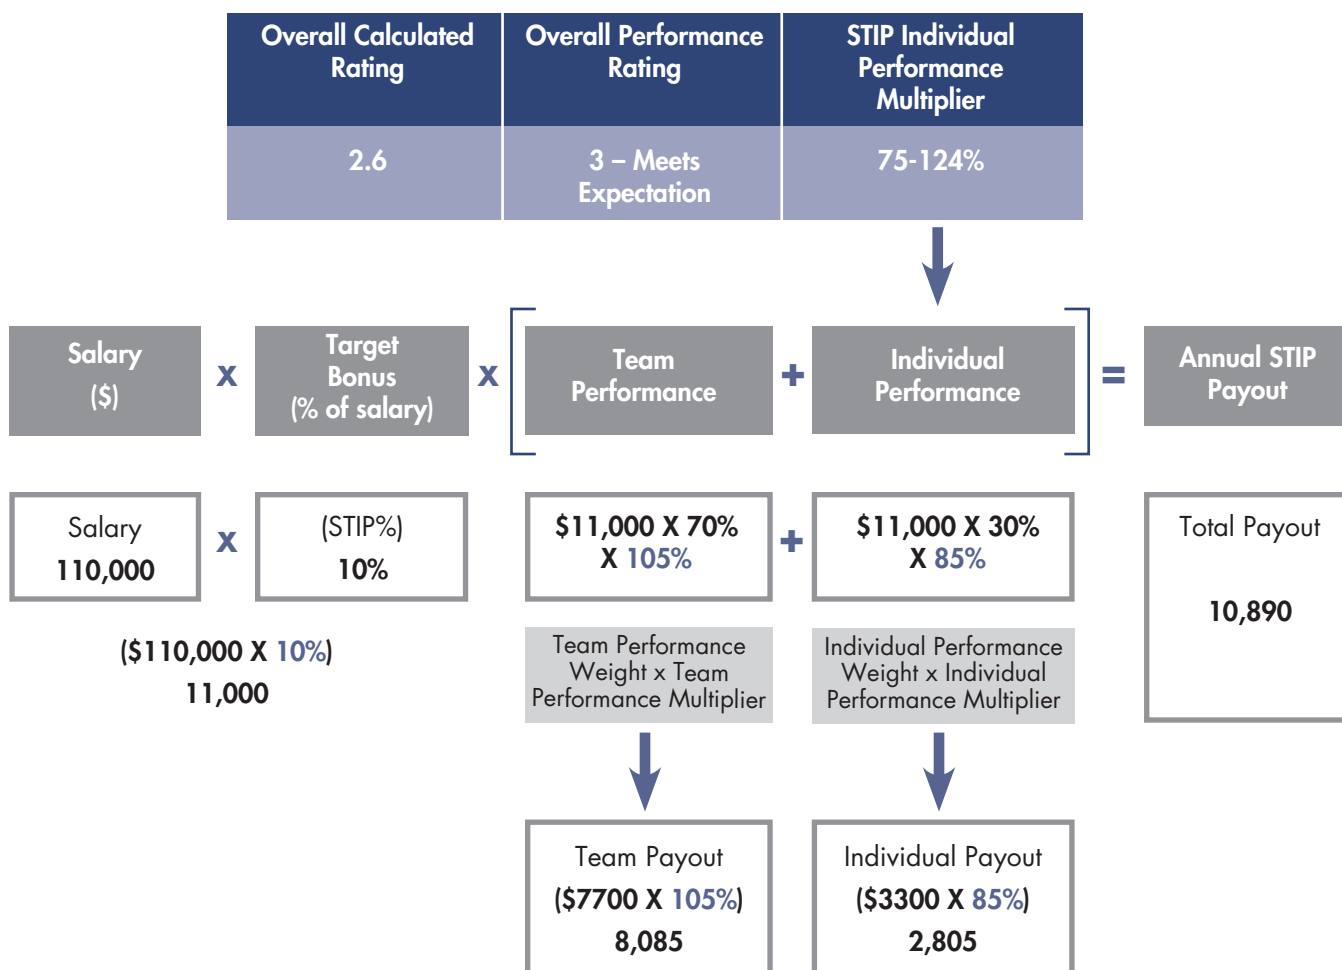 Overall Calculated
Rating
Overall Performance
Rating
STIP Individual
Performance
Multiplier
2.6
3 – Meets
Expectation
75-124%
Salary
($)
x
Target
Bonus
(% of salary)
x
Team
Performance
+
Individual
Performance
=
Annual STIP
Payout
Salary
110,000
x
(STIP%)
10%
$11,000 X 70%
X 105%
+
$11,000 X 30%
X 85%
Total Payout
10,890
($110,000 X 10%)
11,000
Team Performance
Weight x Team
Performance Multiplier
Individual Performance
Weight x Individual
Performance Multiplier
Team Payout
($7700 X 105%)
8,085
Individual Payout
($3300 X 85%)
2,805